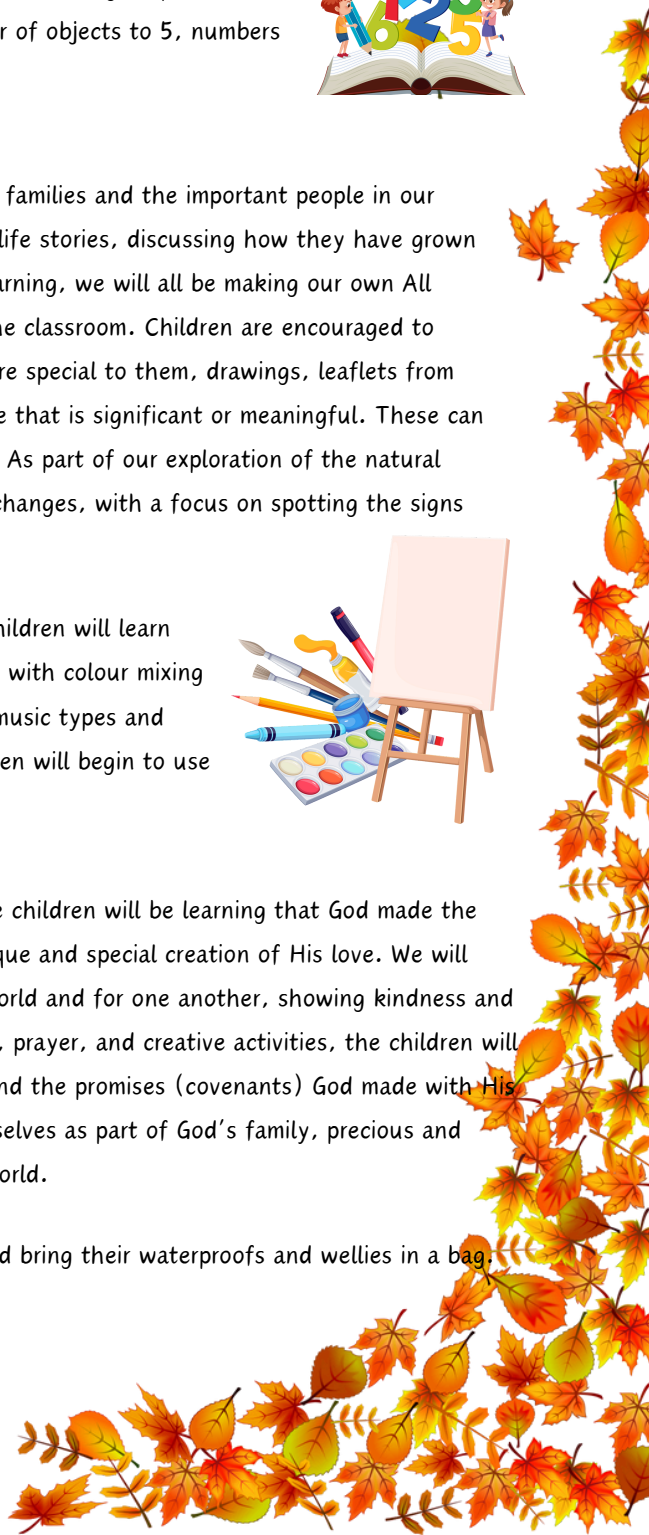 r of objects to 5, numbers
families and the important people in our
life stories, discussing how they have grown
arning, we will all be making our own All
he classroom. Children are encouraged to
re special to them, drawings, leaflets from
e that is significant or meaningful. These can
As part of our exploration of the natural
changes, with a focus on spotting the signs
hildren will learn
with colour mixing
music types and
en will begin to use
e children will be learning that God made the
que and special creation of His love. We will
orld and for one another, showing kindness and
, prayer, and creative activities, the children will
nd the promises (covenants) God made with His
selves as part of God's family, precious and
orld.
d bring their waterproofs and wellies in a bag.